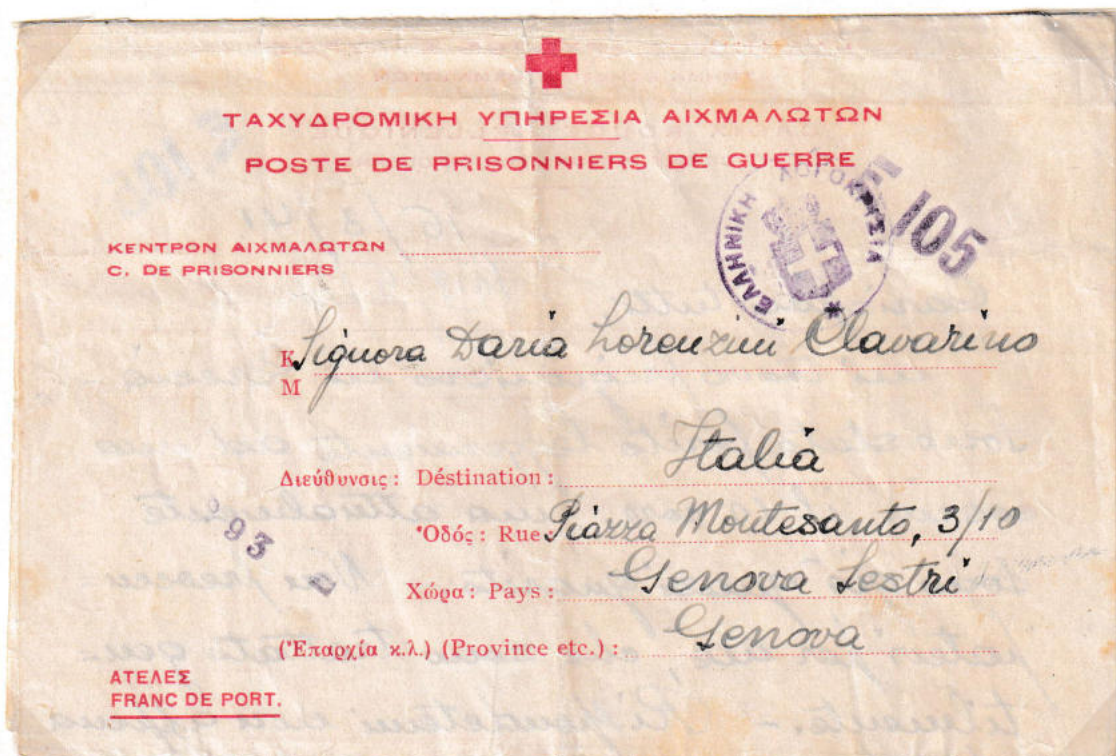 ΤΑΧΥΔΡΟΜΙΚΗ ΥΠΗΡΕΣΙΑ ΑΙΧΜΑΛΩΤΩΝ
POSTE DE PRISONNIERS DE GUERRE
ΕΛΛΗΝΙΚΗ ΛΟΓΟΚΡΙΣΙΑ
105
ΚΕΝΤΡΟΝ ΑΙΧΜΑΛΩΤΩΝ
C. DE PRISONNIERS
Κ Signora Daria Lorenzini Clavarino
M
Διεύθυνσις : Déstination : Italia
Ὁδός : Rue : Piazza Montesanto, 3/10
Χώρα : Pays : Genova Sestri
(Ἐπαρχία κ.λ.) (Province etc.) : Genova
293
ΑΤΕΛΕΣ
FRANC DE PORT.